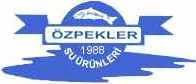 ÖZPEKLER
1988
SU ÜRÜNLERİ